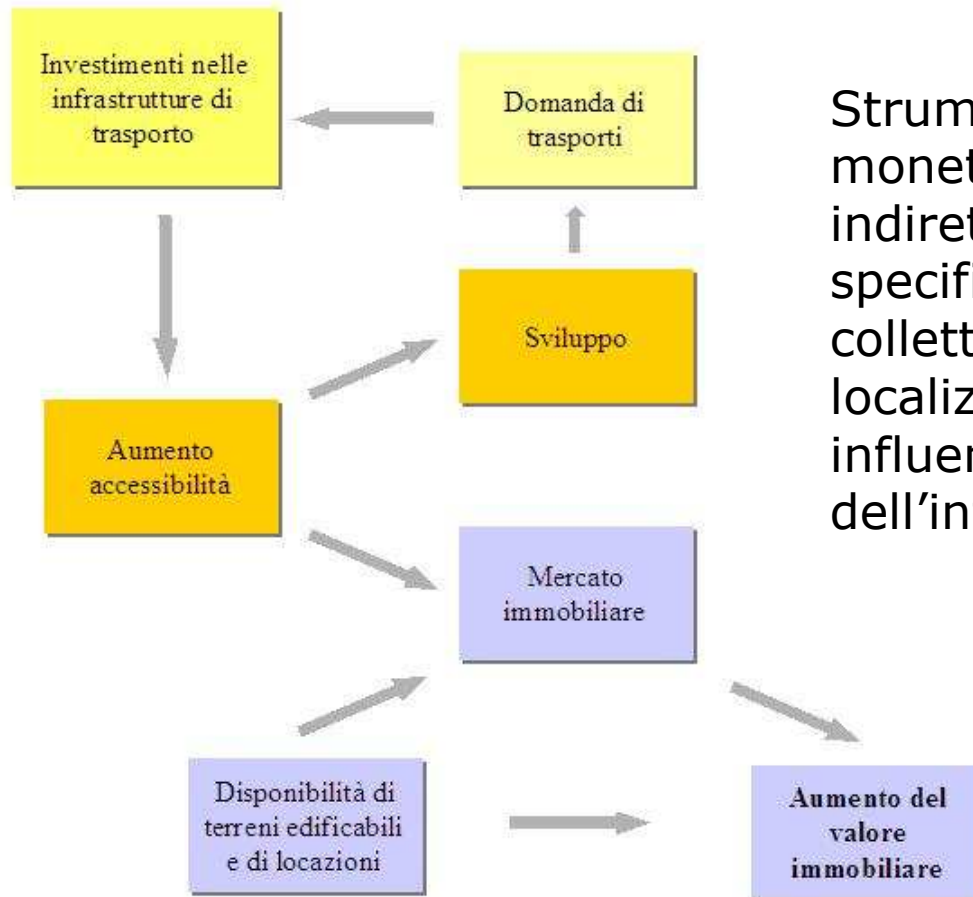 Investimenti nelle
infrastrutture di
trasporto
Domanda di
trasporti
Sviluppo
Aumento
accessibilità
Mercato
immobiliare
Disponibilità di
terreni edificabili
e di locazioni
Aumento del
valore
immobiliare
Strum
monet
indiret
specifi
collett
localiz
influen
dell’in